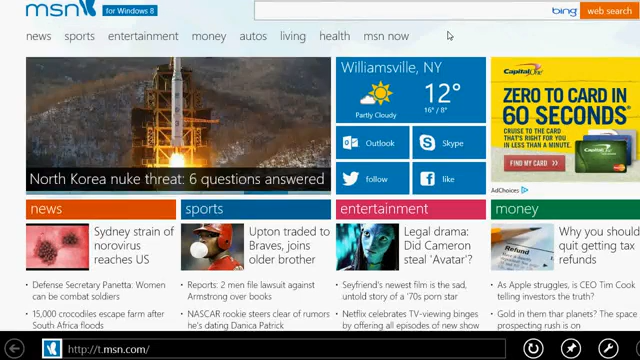 msn for Windows 8
bing web search
news sports entertainment money autos living health msn now
North Korea nuke threat: 6 questions answered
Williamsville, NY
12°
Partly Cloudy 16°/ 8°
Outlook Skype
follow like
Capital One
ZERO TO CARD IN
60 SECONDS
CRUISE TO THE CARD
THAT'S RIGHT FOR YOU
IN LESS THAN A MINUTE.
FIND MY CARD
AdChoices
news
Sydney strain of
norovirus
reaches US
Defense Secretary Panetta: Women
can be combat soldiers
15,000 crocodiles escape farm after
South Africa floods
sports
Upton traded to
Braves, joins
older brother
Reports: 2 men file lawsuit against
Armstrong over books
NASCAR rookie steers clear of rumors
he's dating Danica Patrick
entertainment
Legal drama:
Did Cameron
steal 'Avatar'?
Seyfried's newest film is the sad,
untold story of a '70s porn star
Netflix celebrates TV-viewing binges
by offering all episodes of new show
money
Refund
Why you should
quit getting tax
refunds
As Apple struggles, is CEO Tim Cook
telling investors the truth?
Gold in them thar planets? The space
prospecting rush is on
http://t.msn.com/